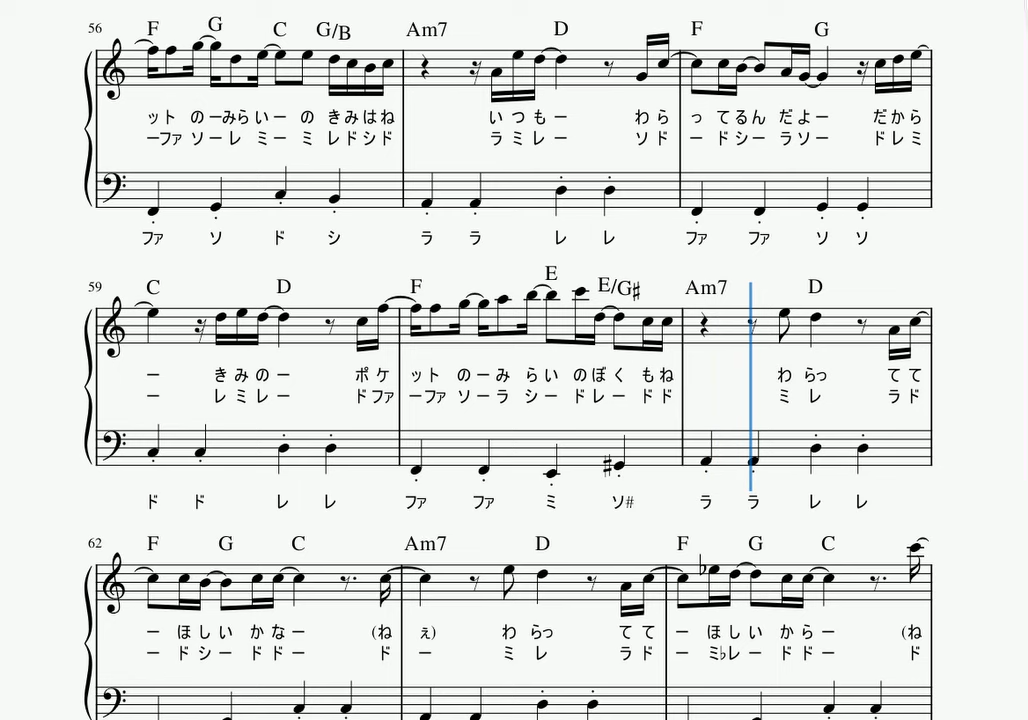 56 F G C G/B Am7 D F G
ット のーみらいー の きみはね いつもー わら っ てるん だよー だから
ーファ ソーレ ミー ミ レドシド ラミレー ソド ー ドシー ラソー ドレミ
ファ ソ ド シ ラ ラ レ レ ファ ファ ソ ソ
59 C D F E E/G# Am7 D
ー きみのー ポケ ット のーみ らい のぼく もね わ らっ てて
ー レミレー ドファ ーファ ソーラ シー ドレー ドド ミ レ ラド
ド ド レ レ ファ ファ ミ ソ# ラ ラ レ レ
62 F G C Am7 D F G C
ー ほしい かなー (ね ぇ) わ らっ てて ー ほしい からー (ね
ー ドシー ドドー ド ー ミ レ ラド ー ミ♭レー ドドー ド